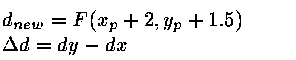 d_{new} = F(x_p + 2, y_p + 1.5)
Δd = dy − dx